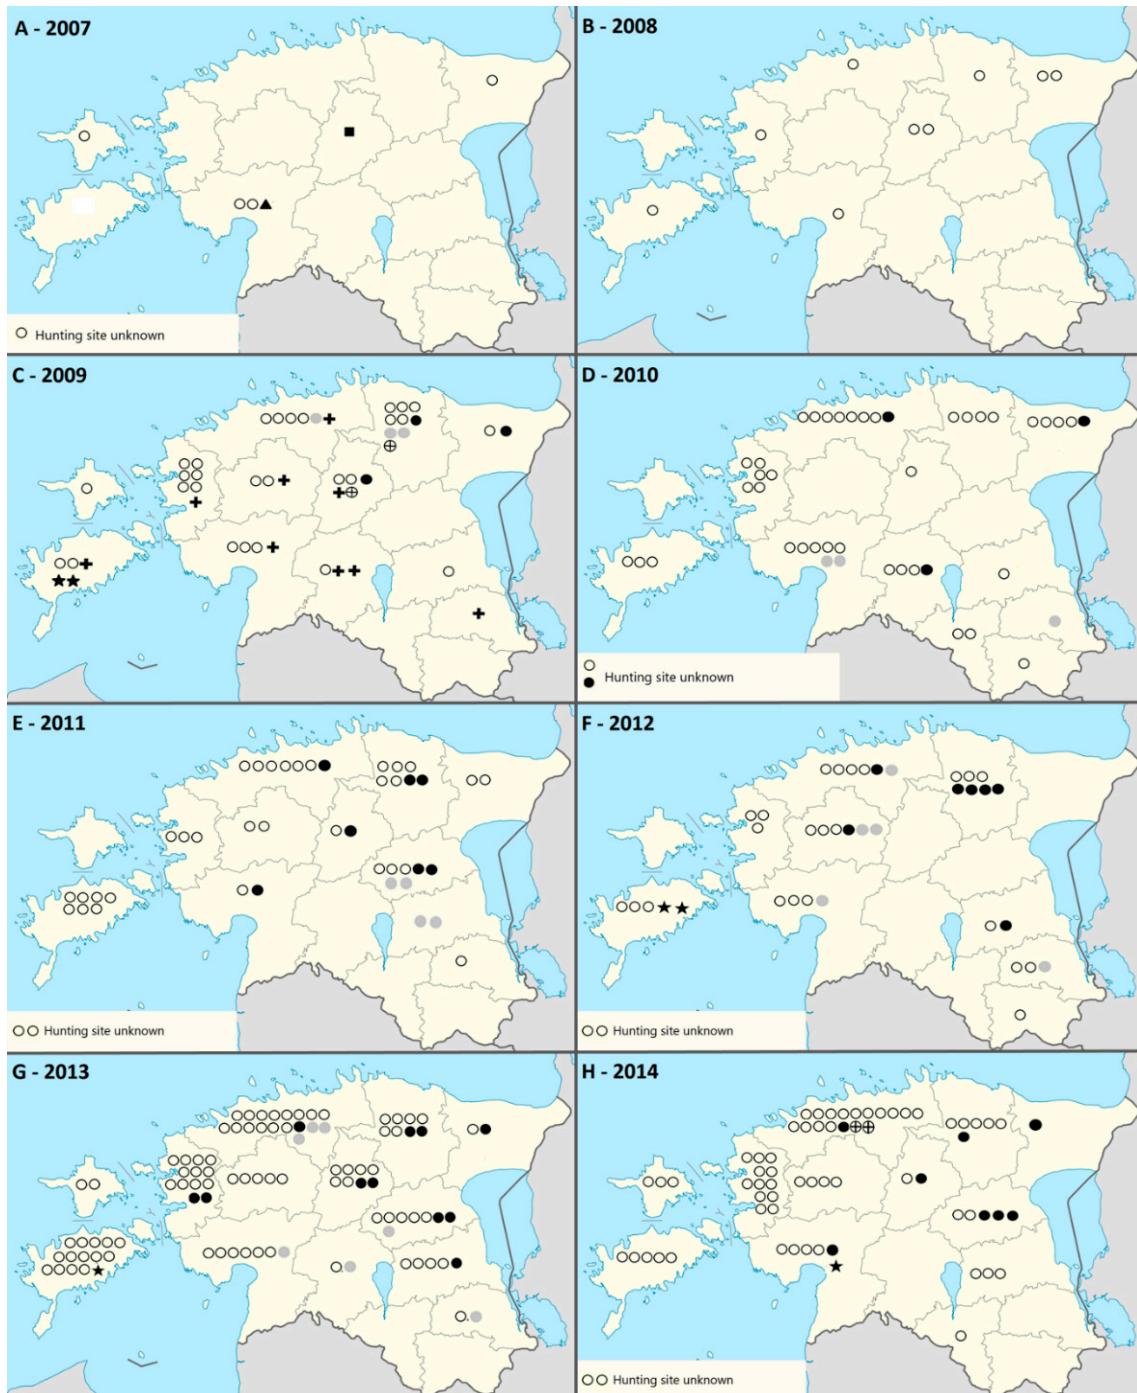 A - 2007
B - 2008
Hunting site unknown
C - 2009
D - 2010
Hunting site unknown
E - 2011
F - 2012
Hunting site unknown
Hunting site unknown
G - 2013
H - 2014
Hunting site unknown